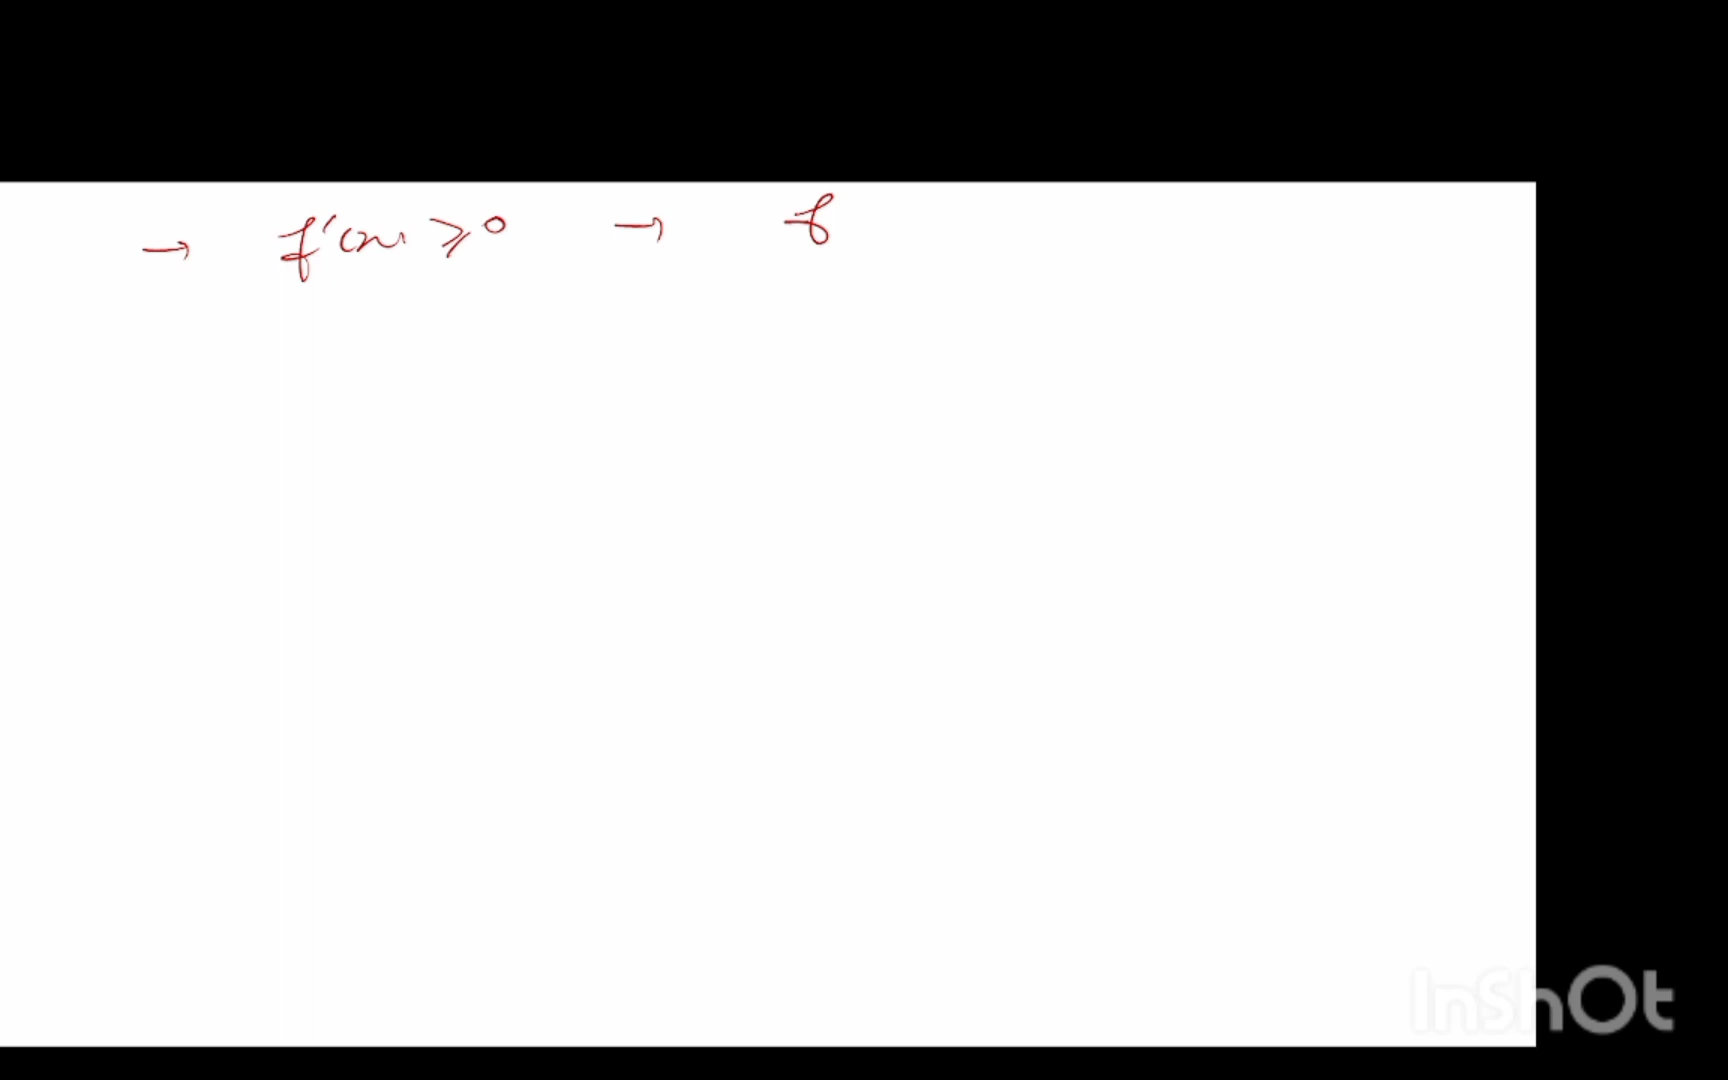 → f'(x) ≥ 0 → f
InShOt